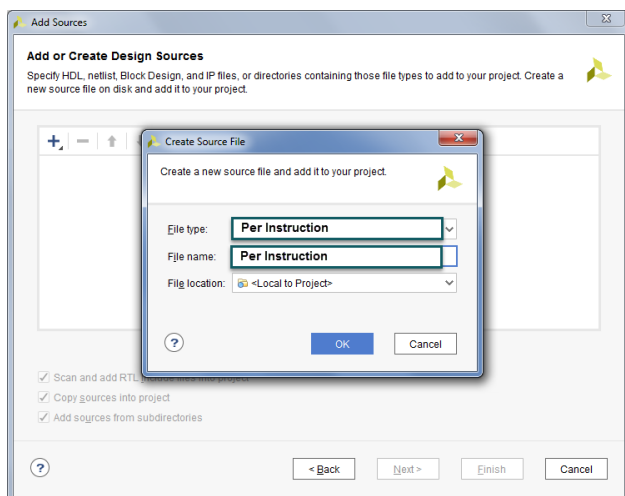 Add Sources
Add or Create Design Sources
Specify HDL, netlist, Block Design, and IP files, or directories containing those file types to add to your project. Create a
new source file on disk and add it to your project.
Create Source File
Create a new source file and add it to your project.
File type: Per Instruction
File name: Per Instruction
File location: <Local to Project>
? OK Cancel
Scan and add RTL include files into project
Copy sources into project
Add sources from subdirectories
? < Back Next > Finish Cancel